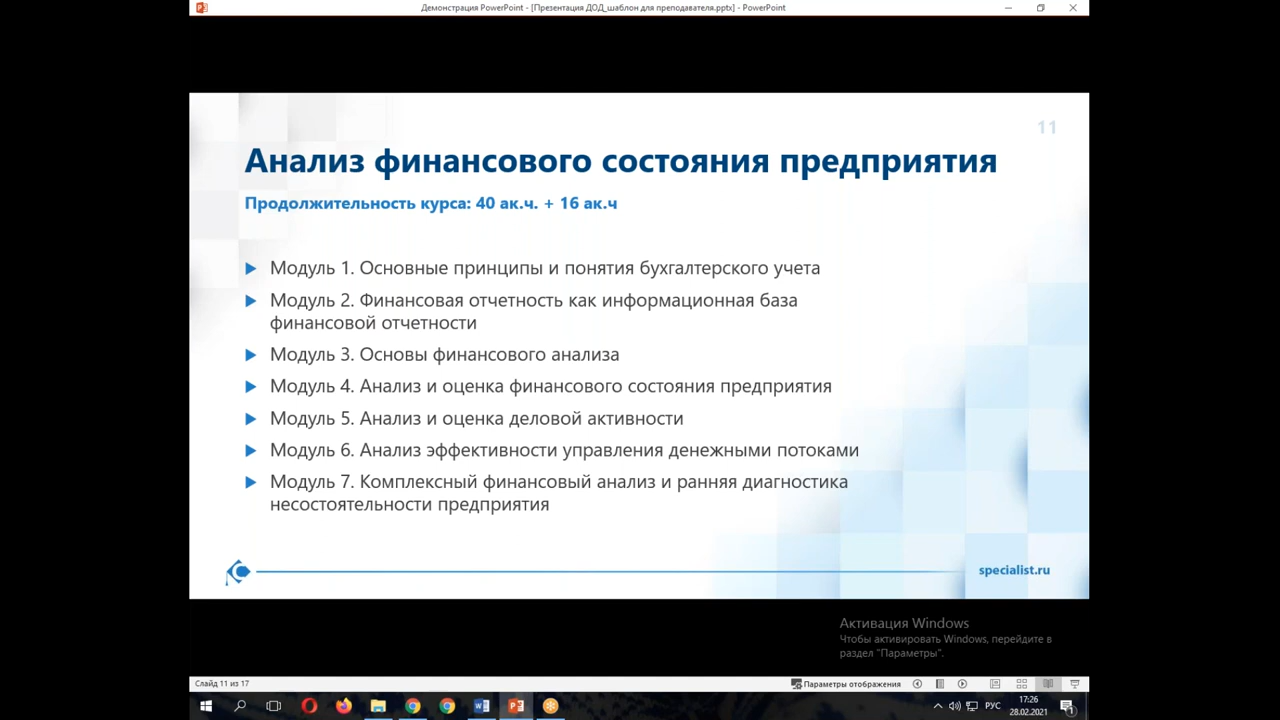 Демонстрация PowerPoint - [Презентация ДОД_шаблон для преподавателя.pptx] - PowerPoint
11
Анализ финансового состояния предприятия
Продолжительность курса: 40 ак.ч. + 16 ак.ч
Модуль 1. Основные принципы и понятия бухгалтерского учета
Модуль 2. Финансовая отчетность как информационная база
финансовой отчетности
Модуль 3. Основы финансового анализа
Модуль 4. Анализ и оценка финансового состояния предприятия
Модуль 5. Анализ и оценка деловой активности
Модуль 6. Анализ эффективности управления денежными потоками
Модуль 7. Комплексный финансовый анализ и ранняя диагностика
несостоятельности предприятия
specialist.ru
Активация Windows
Чтобы активировать Windows, перейдите в
раздел "Параметры".
Слайд 11 из 17
Параметры отображения
РУС
17:26
28.02.2021